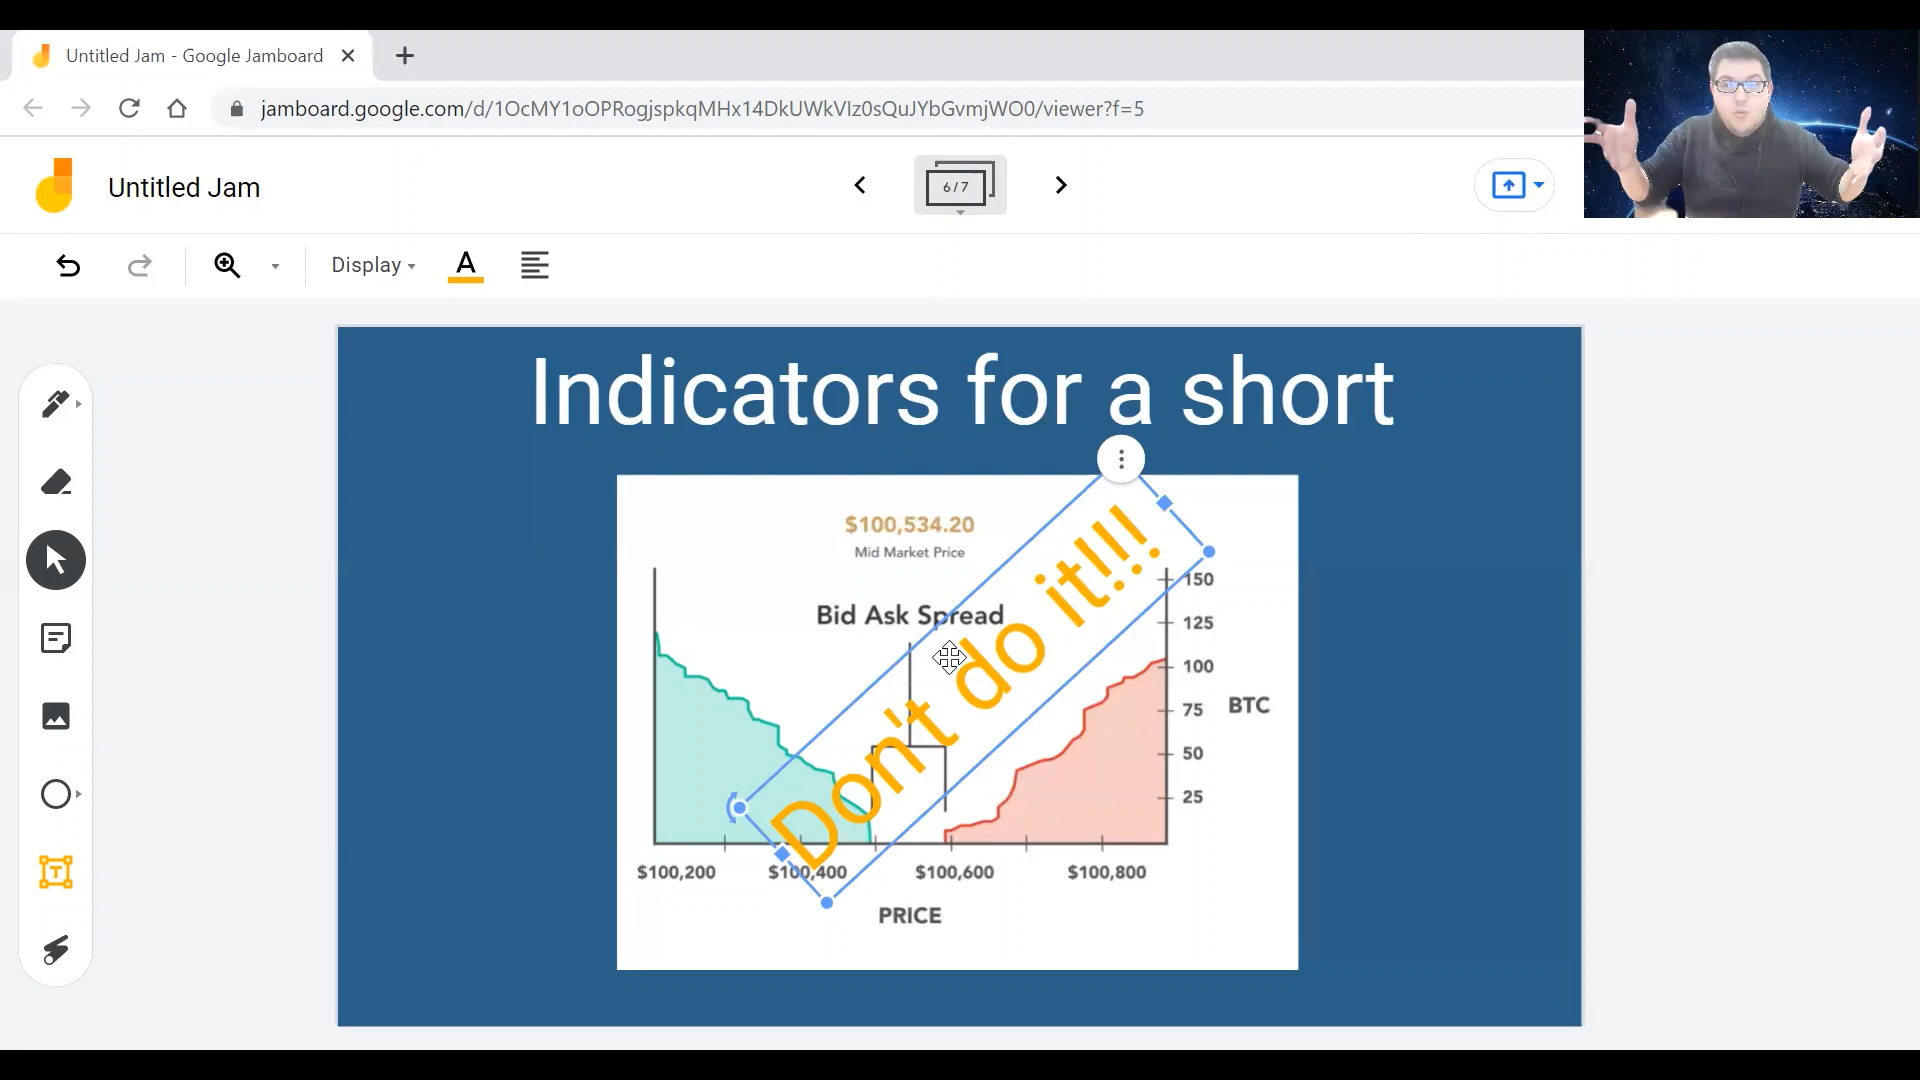 Untitled Jam - Google Jamboard
jamboard.google.com/d/1OcMY1oOPRogjspkqMHx14DkUWkVIz0sQuJYbGvmjWO0/viewer?f=5
Untitled Jam
6/7
Display
A
Indicators for a short
$100,534.20
Mid Market Price
Bid Ask Spread
Don't do it!!!
150
125
100
75
50
25
BTC
$100,200
$100,400
$100,600
$100,800
PRICE
T